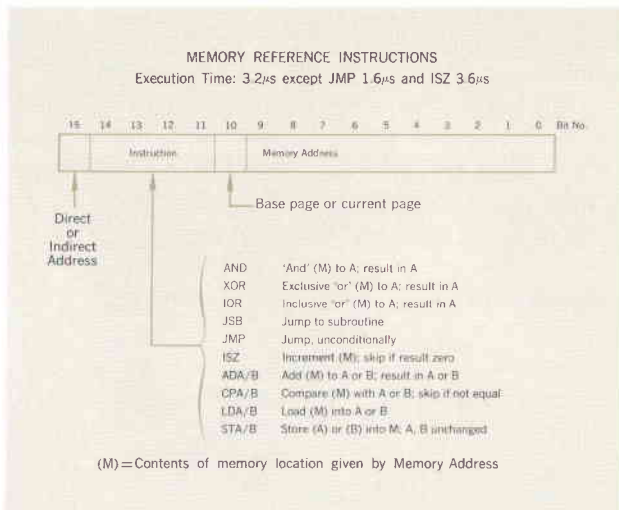 MEMORY REFERENCE INSTRUCTIONS
Execution Time: 3.2μs except JMP 1.6μs and ISZ 3.6μs
15 14 13 12 11 10 9 8 7 6 5 4 3 2 1 0 Bit No.
Instruction Memory Address
Base page or current page
Direct
or
Indirect
Address
AND 'And' (M) to A; result in A
XOR Exclusive "or" (M) to A; result in A
IOR Inclusive "or" (M) to A; result in A
JSB Jump to subroutine
JMP Jump, unconditionally
ISZ Increment (M); skip if result zero
ADA/B Add (M) to A or B; result in A or B
CPA/B Compare (M) with A or B; skip if not equal
LDA/B Load (M) into A or B
STA/B Store (A) or (B) into M; A, B unchanged
(M)=Contents of memory location given by Memory Address